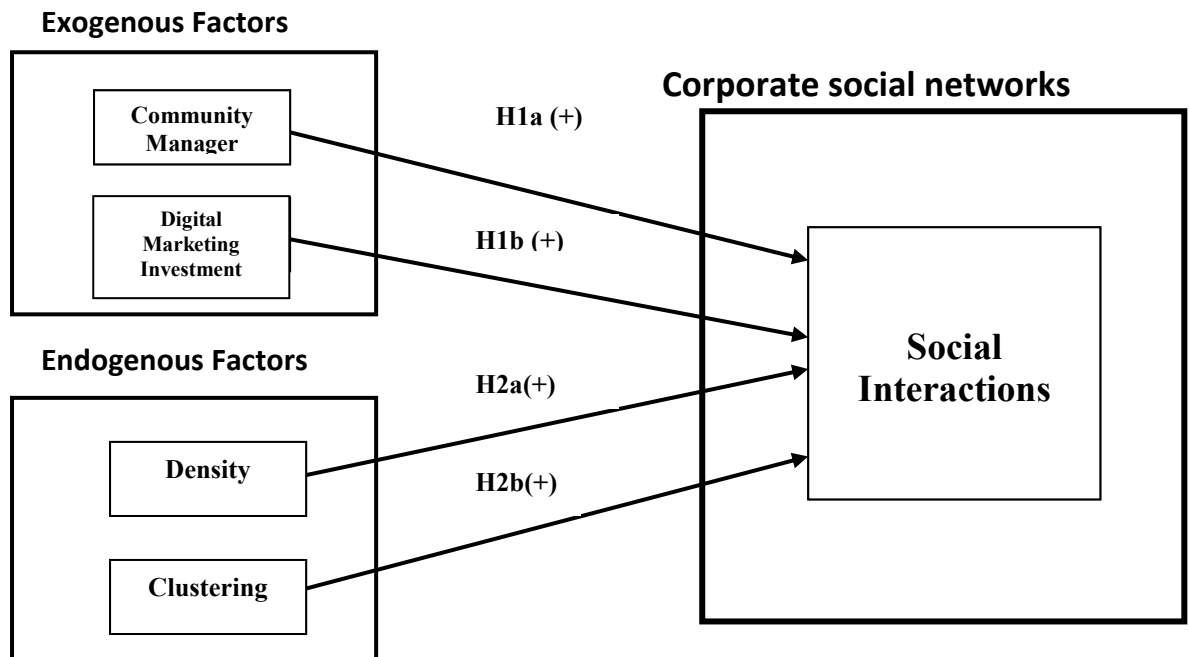 Exogenous Factors
Community
Manager
Digital
Marketing
Investment
H1a (+)
H1b (+)
Corporate social networks
Social
Interactions
Endogenous Factors
Density
Clustering
H2a(+)
H2b(+)